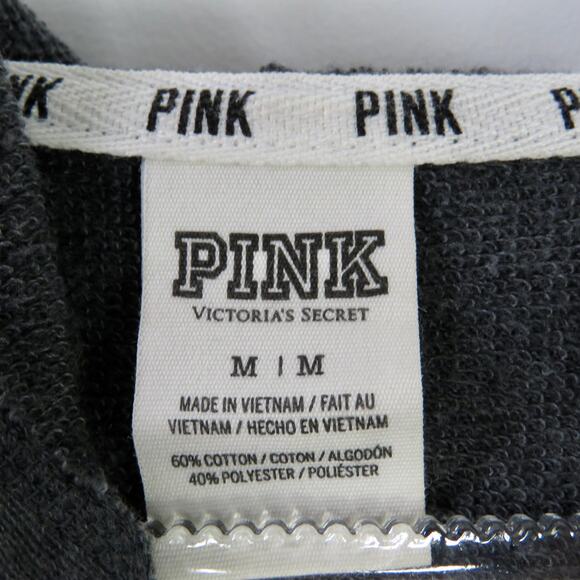 PINK PINK
PINK
VICTORIA'S SECRET
M | M
MADE IN VIETNAM / FAIT AU
VIETNAM / HECHO EN VIETNAM
60% COTTON / COTON / ALGODÓN
40% POLYESTER / POLIÉSTER